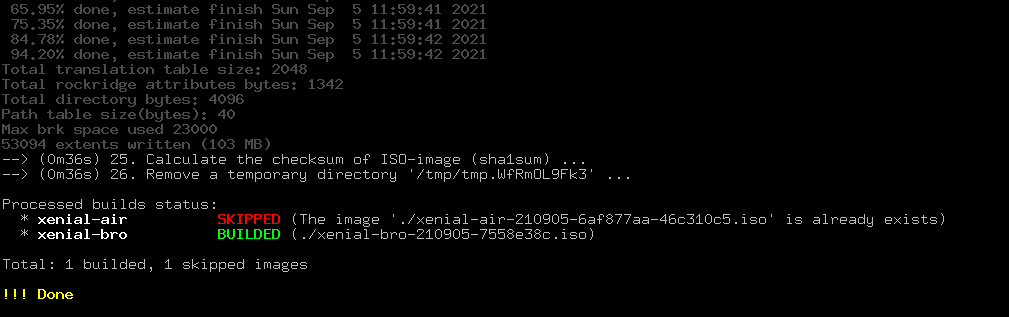 65.95% done, estimate finish Sun Sep  5 11:59:41 2021
75.35% done, estimate finish Sun Sep  5 11:59:41 2021
84.78% done, estimate finish Sun Sep  5 11:59:42 2021
94.20% done, estimate finish Sun Sep  5 11:59:42 2021
Total translation table size: 2048
Total rockridge attributes bytes: 1342
Total directory bytes: 4096
Path table size(bytes): 40
Max brk space used 23000
53094 extents written (103 MB)
--> (0m36s) 25. Calculate the checksum of ISO-image (sha1sum) ...
--> (0m36s) 26. Remove a temporary directory '/tmp/tmp.WfRmOL9Fk3' ...
Processed builds status:
* xenial-air SKIPPED (The image './xenial-air-210905-6af877aa-46c310c5.iso' is already exists)
* xenial-bro BUILDED (./xenial-bro-210905-7558e38c.iso)
Total: 1 builded, 1 skipped images
!!! Done